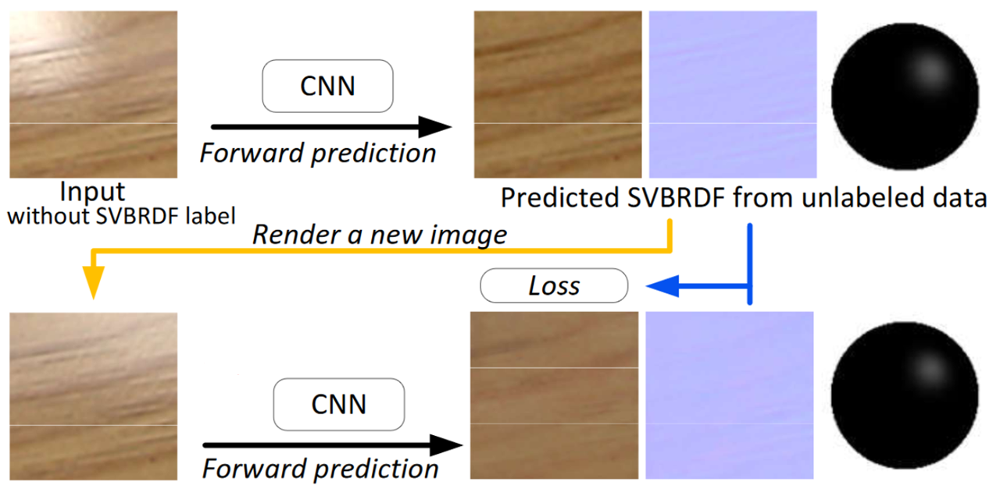 CNN
Forward prediction
Input
without SVBRDF label
Predicted SVBRDF from unlabeled data
Render a new image
Loss
CNN
Forward prediction